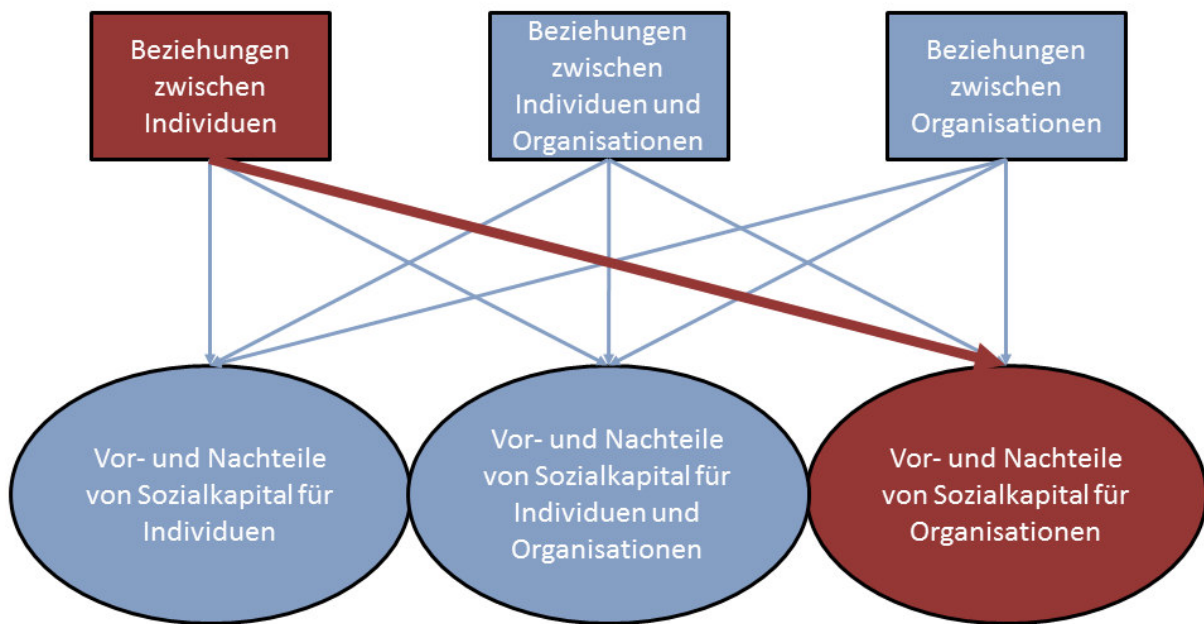 Beziehungen
zwischen
Individuen
Beziehungen
zwischen
Individuen und
Organisationen
Beziehungen
zwischen
Organisationen
Vor- und Nachteile
von Sozialkapital für
Individuen
Vor- und Nachteile
von Sozialkapital für
Individuen und
Organisationen
Vor- und Nachteile
von Sozialkapital für
Organisationen